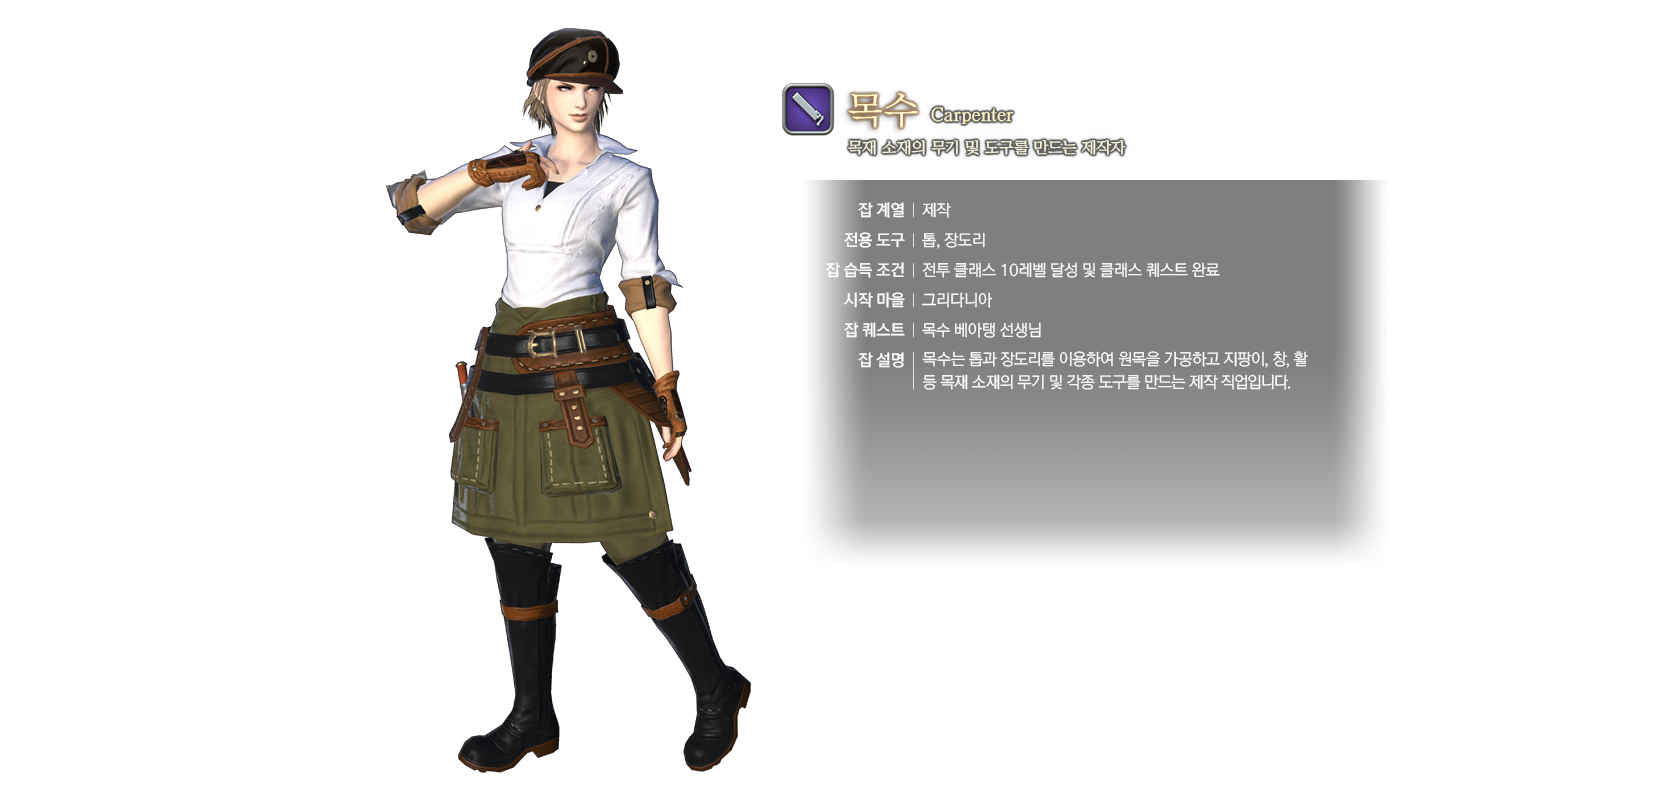 목수 Carpenter
목재 소재의 무기 및 도구를 만드는 제작자
잡 계열 제작
전용 도구 톱, 장도리
잡 습득 조건 전투 클래스 10레벨 달성 및 클래스 퀘스트 완료
시작 마을 그리다니아
잡 퀘스트 목수 베아탱 선생님
잡 설명 목수는 톱과 장도리를 이용하여 원목을 가공하고 지팡이, 창, 활
등 목재 소재의 무기 및 각종 도구를 만드는 제작 직업입니다.